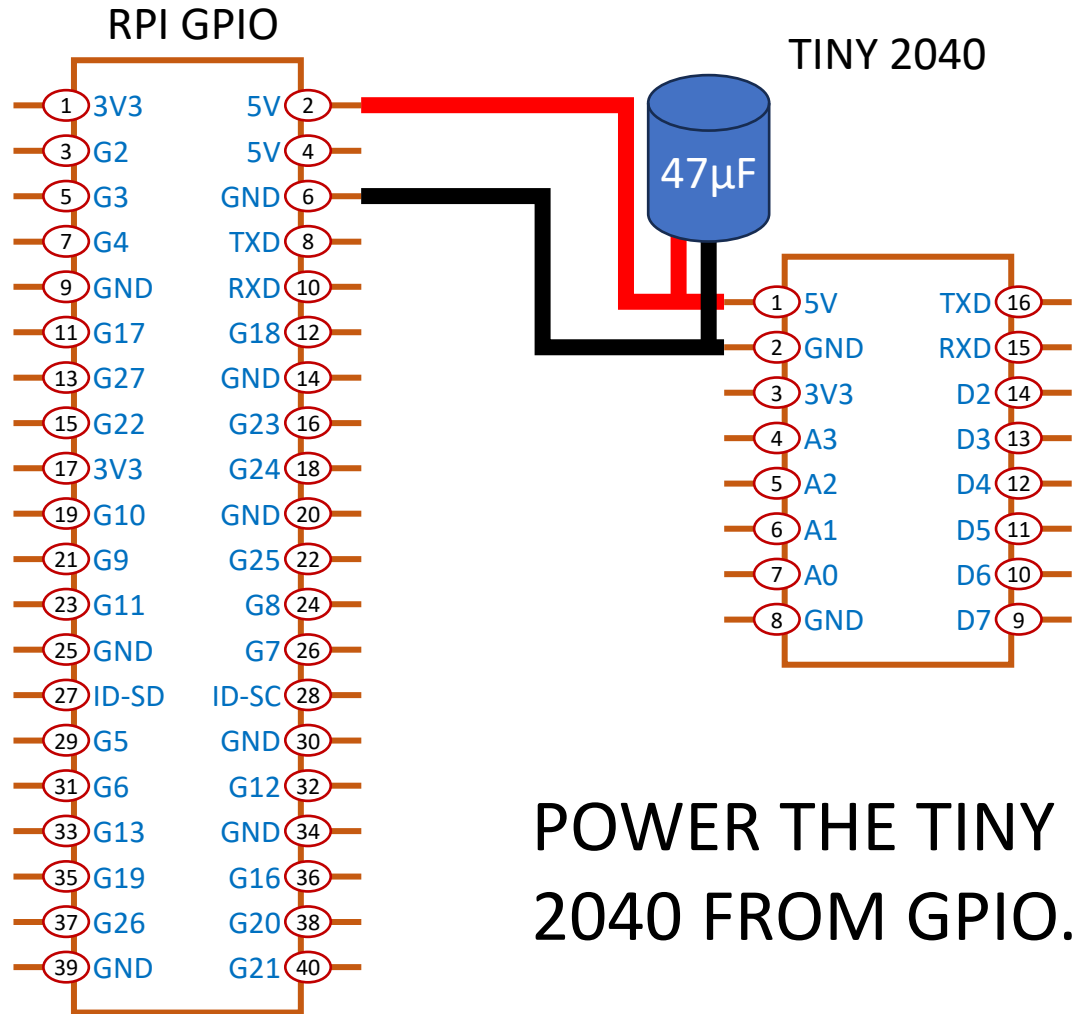 RPI GPIO
TINY 2040
47µF
1 3V3 5V 2
3 G2 5V 4
5 G3 GND 6
7 G4 TXD 8
9 GND RXD 10
11 G17 G18 12
13 G27 GND 14
15 G22 G23 16
17 3V3 G24 18
19 G10 GND 20
21 G9 G25 22
23 G11 G8 24
25 GND G7 26
27 ID-SD ID-SC 28
29 G5 GND 30
31 G6 G12 32
33 G13 GND 34
35 G19 G16 36
37 G26 G20 38
39 GND G21 40
1 5V TXD 16
2 GND RXD 15
3 3V3 D2 14
4 A3 D3 13
5 A2 D4 12
6 A1 D5 11
7 A0 D6 10
8 GND D7 9
POWER THE TINY
2040 FROM GPIO.